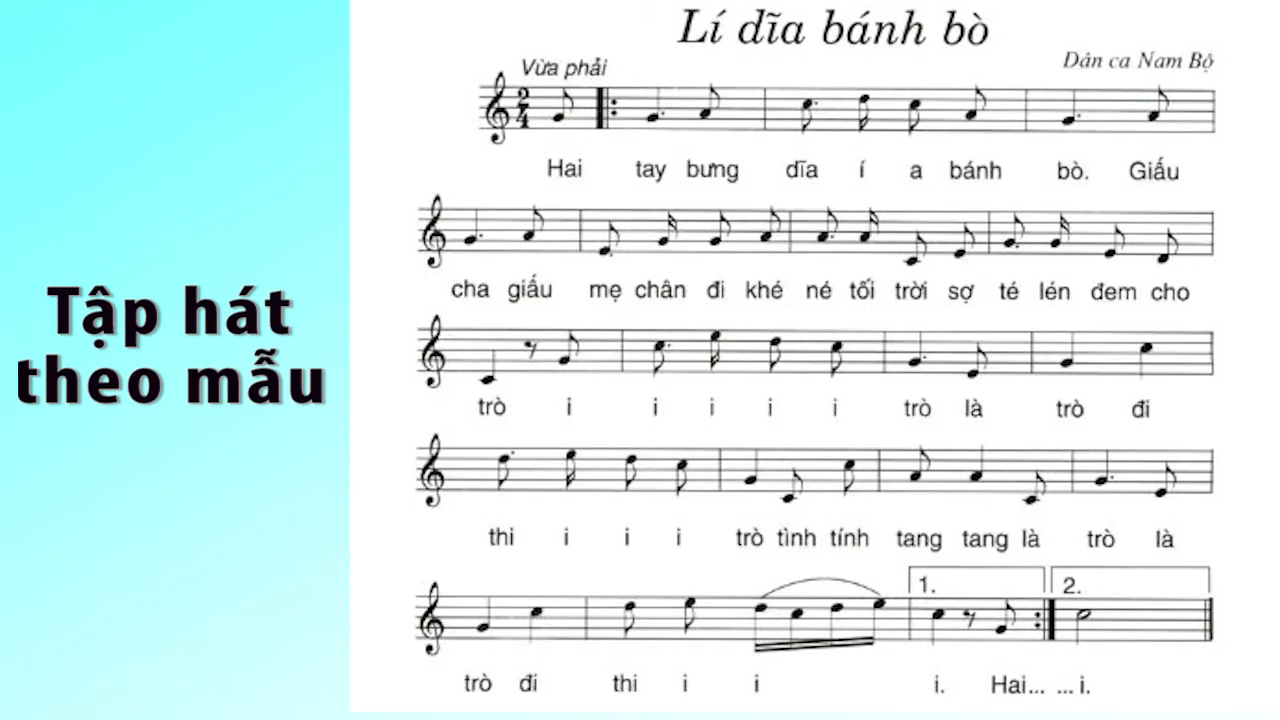 Tập hát
theo mẫu
Lí dĩa bánh bò
Dân ca Nam Bộ
Vừa phải
2
4
Hai tay bưng dĩa í a bánh bò. Giấu
cha giấu mẹ chân đi khé né tối trời sợ té lén đem cho
trò i i i i i trò là trò đi
thi i i i trò tình tính tang tang là trò là
1. 2.
trò đi thi i i i. Hai... ... i.